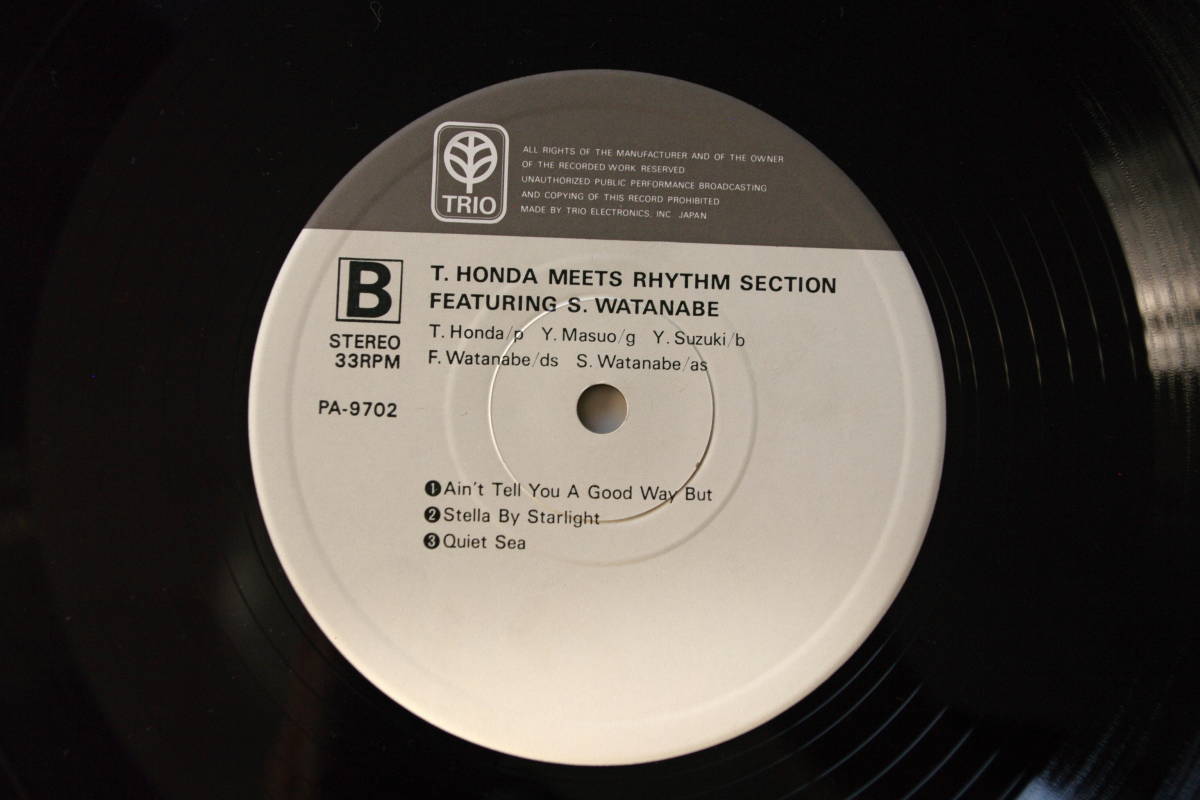 TRIO
ALL RIGHTS OF THE MANUFACTURER AND OF THE OWNER
OF THE RECORDED WORK RESERVED
UNAUTHORIZED PUBLIC PERFORMANCE BROADCASTING
AND COPYING OF THIS RECORD PROHIBITED
MADE BY TRIO ELECTRONICS, INC. JAPAN
B
STEREO
33RPM
PA-9702
T. HONDA MEETS RHYTHM SECTION
FEATURING S. WATANABE
T. Honda/p Y. Masuo/g Y. Suzuki/b
F. Watanabe/ds S. Watanabe/as
❶Ain't Tell You A Good Way But
❷Stella By Starlight
❸Quiet Sea